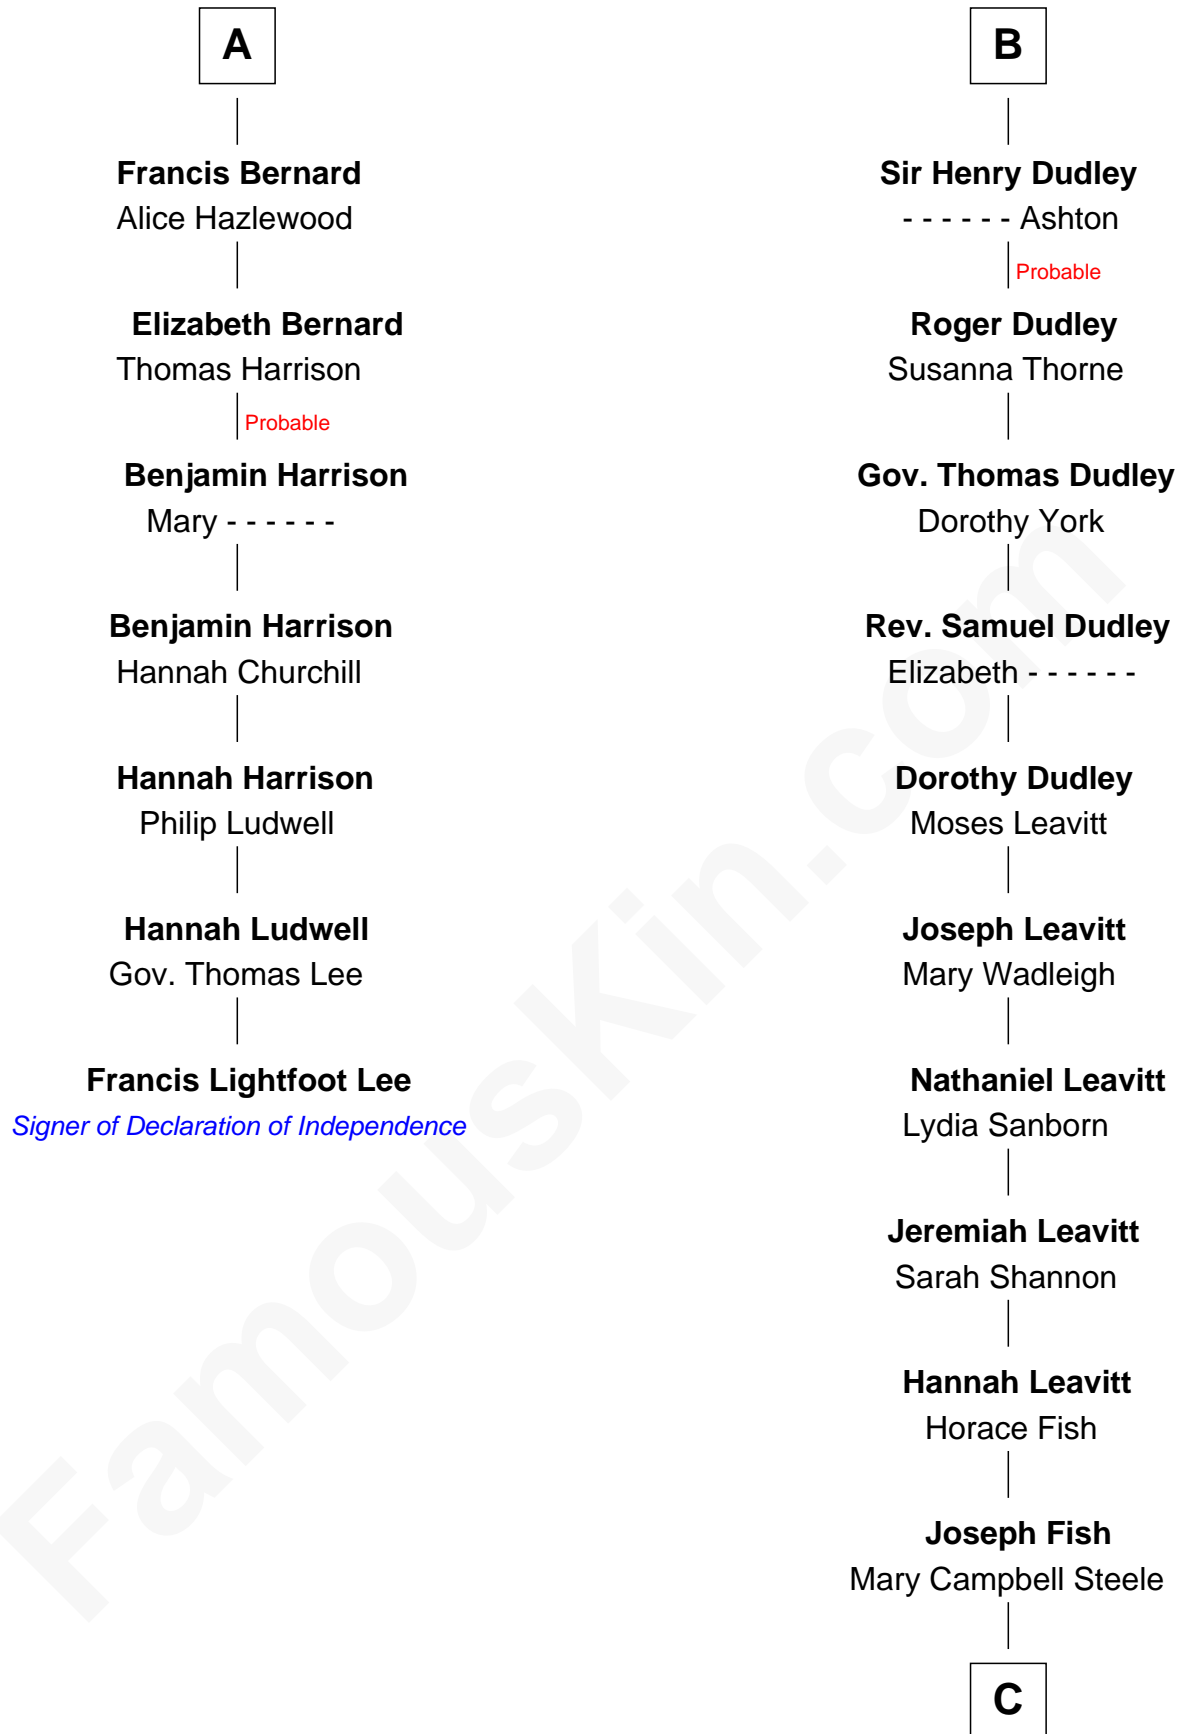 A
Francis Bernard
Alice Hazlewood
Elizabeth Bernard
Thomas Harrison
Probable
Benjamin Harrison
Mary - - - - - -
Benjamin Harrison
Hannah Churchill
Hannah Harrison
Philip Ludwell
Hannah Ludwell
Gov. Thomas Lee
Francis Lightfoot Lee
Signer of Declaration of Independence
B
Sir Henry Dudley
- - - - - - Ashton
Probable
Roger Dudley
Susanna Thorne
Gov. Thomas Dudley
Dorothy York
Rev. Samuel Dudley
Elizabeth - - - - - -
Dorothy Dudley
Moses Leavitt
Joseph Leavitt
Mary Wadleigh
Nathaniel Leavitt
Lydia Sanborn
Jeremiah Leavitt
Sarah Shannon
Hannah Leavitt
Horace Fish
Joseph Fish
Mary Campbell Steele
C
FamousKin.com